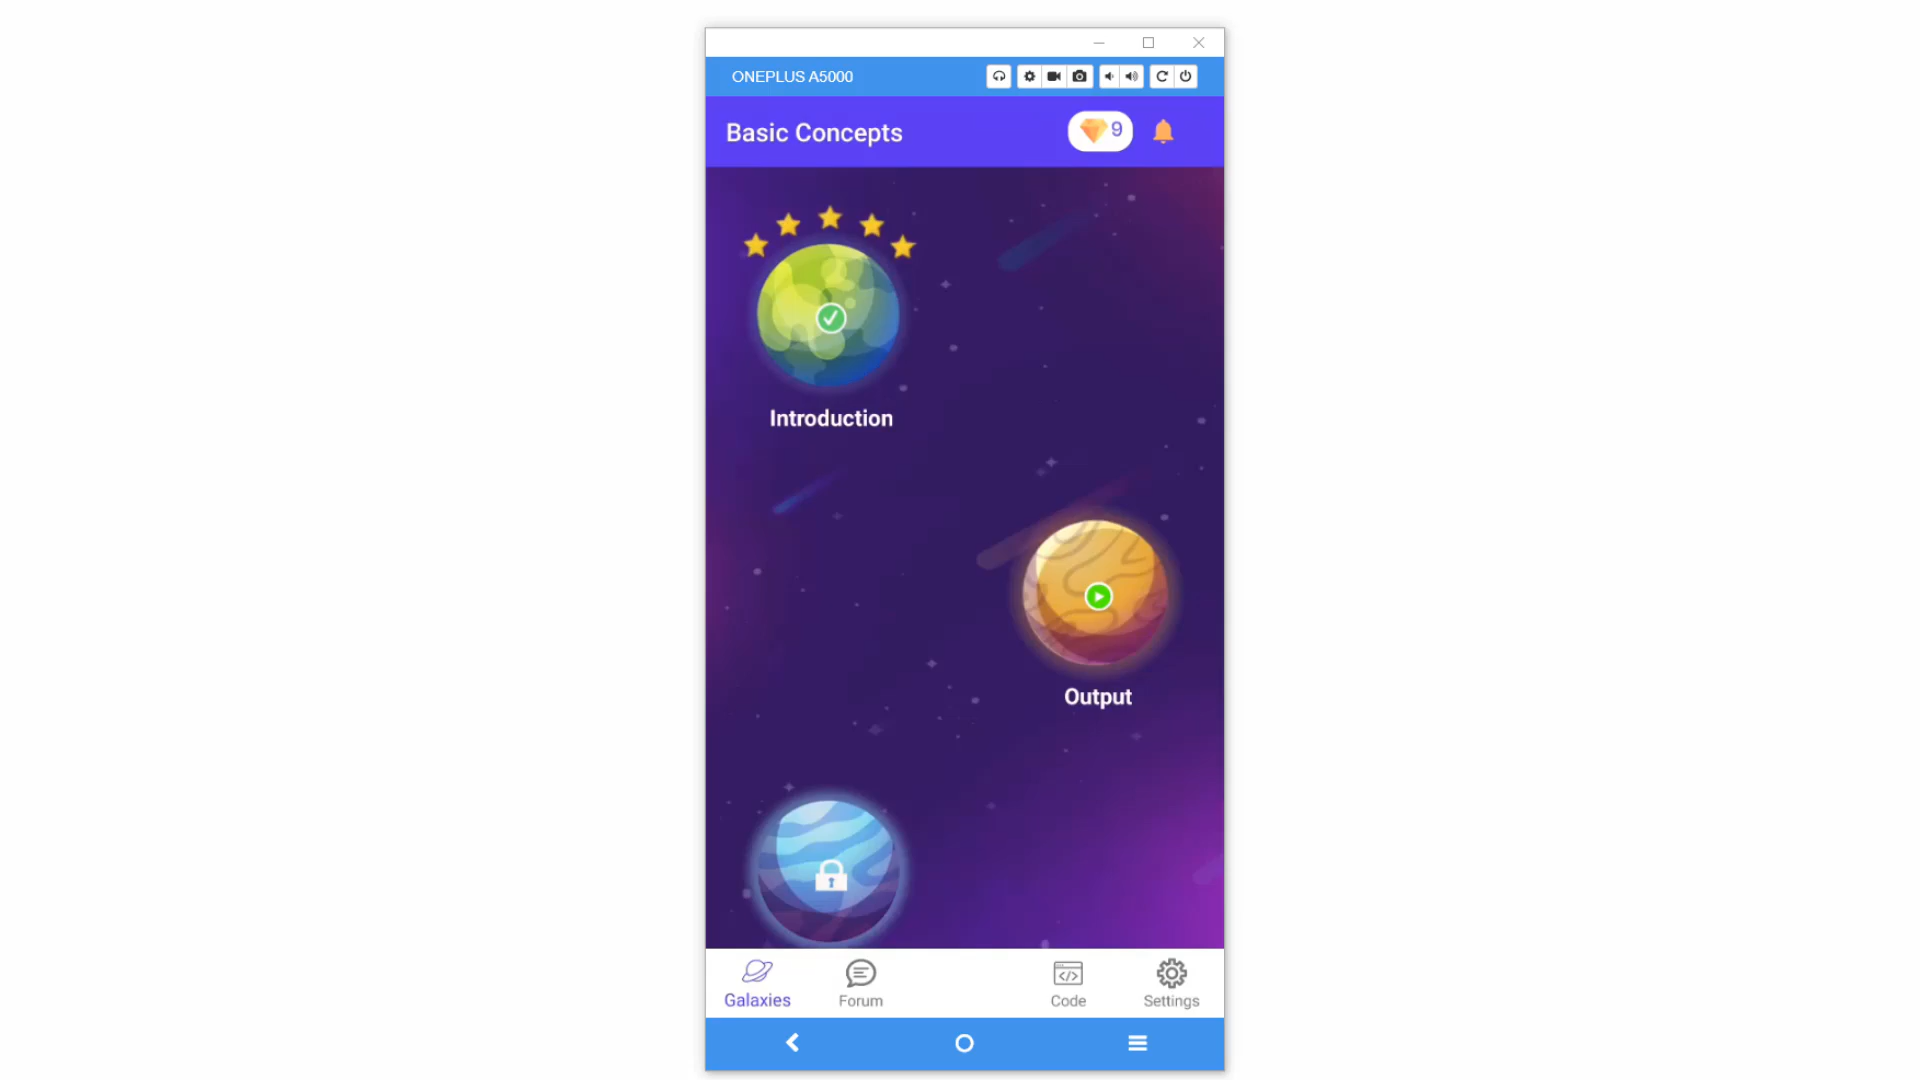 ONEPLUS A5000
Basic Concepts
9
Introduction
Output
Galaxies
Forum
Code
Settings